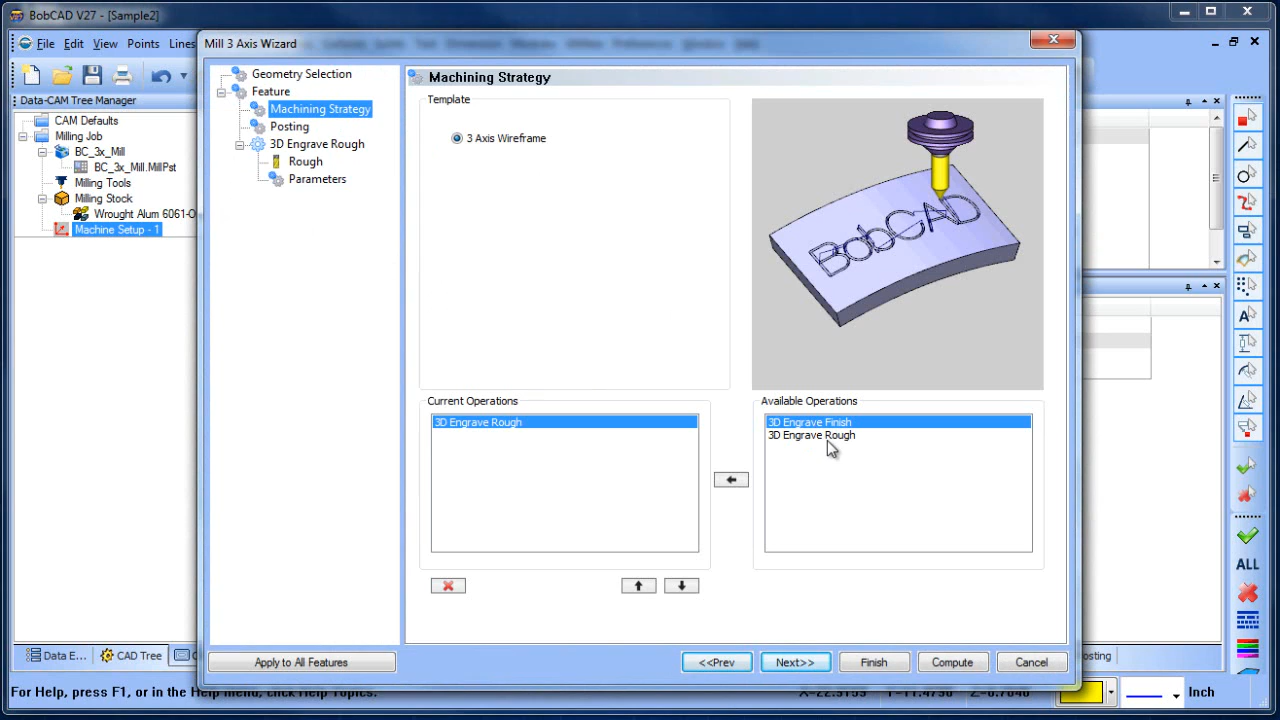 BobCAD V27 - [Sample2]
File Edit View Points Lines
Data-CAM Tree Manager
CAM Defaults
Milling Job
BC_3x_Mill
BC_3x_Mill.MillPst
Milling Tools
Milling Stock
Wrought Alum 6061-O
Machine Setup - 1
Data E...
CAM Tree
Mill 3 Axis Wizard
Geometry Selection
Feature
Machining Strategy
Posting
3D Engrave Rough
Rough
Parameters
Machining Strategy
Template
3 Axis Wireframe
BobCAD
Current Operations
3D Engrave Rough
Available Operations
3D Engrave Finish
3D Engrave Rough
Apply to All Features
<<Prev
Next>>
Finish
Compute
Cancel
A
ALL
osting
For Help, press F1, or in the Help menu, click Help Topics.
Inch